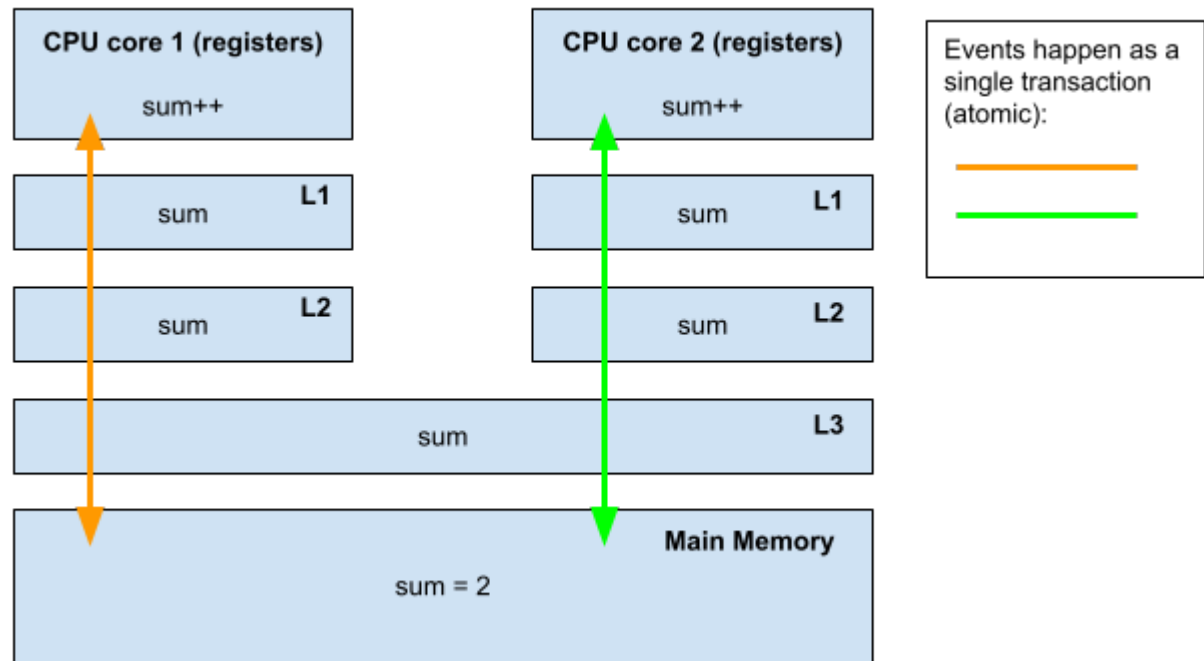 CPU core 1 (registers)
sum++
CPU core 2 (registers)
sum++
Events happen as a
single transaction
(atomic):
L1
sum
L1
sum
L2
sum
L2
sum
L3
sum
Main Memory
sum = 2